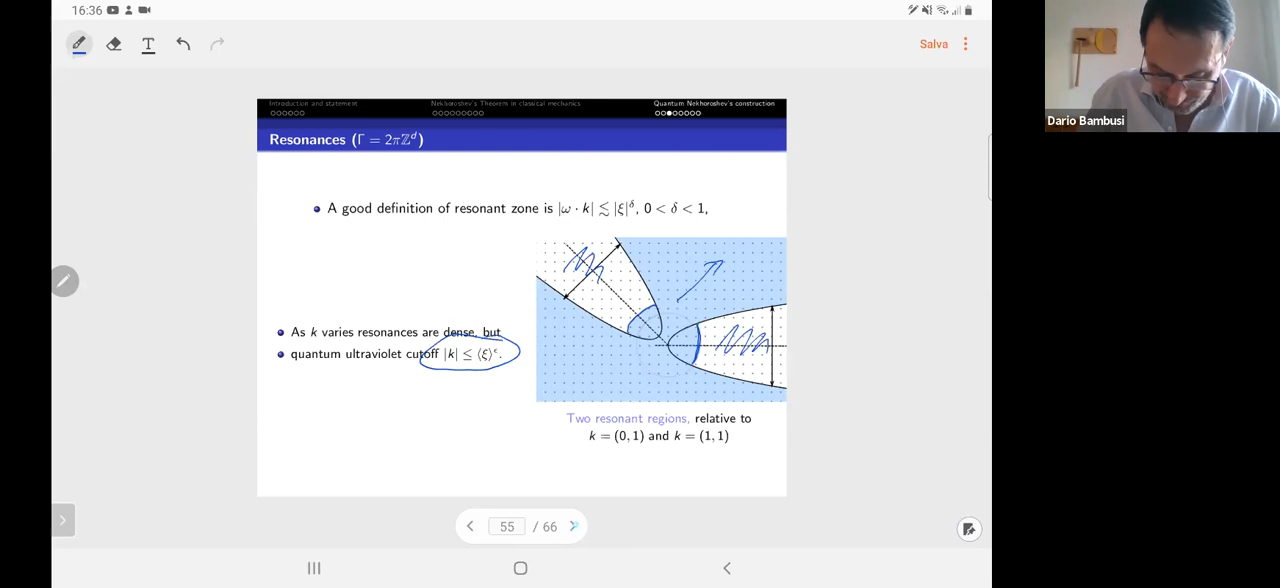 16:36
Salva
Introduction and statement
Nekhoroshev's Theorem in classical mechanics
Quantum Nekhoroshev's construction
Resonances (Γ = 2πℤᵈ)
A good definition of resonant zone is |ω · k| ≲ |ξ|^δ, 0 < δ < 1,
As k varies resonances are dense, but
quantum ultraviolet cutoff |k| ≤ ⟨ξ⟩^ϵ.
Two resonant regions, relative to
k = (0, 1) and k = (1, 1)
55 / 66
Dario Bambusi